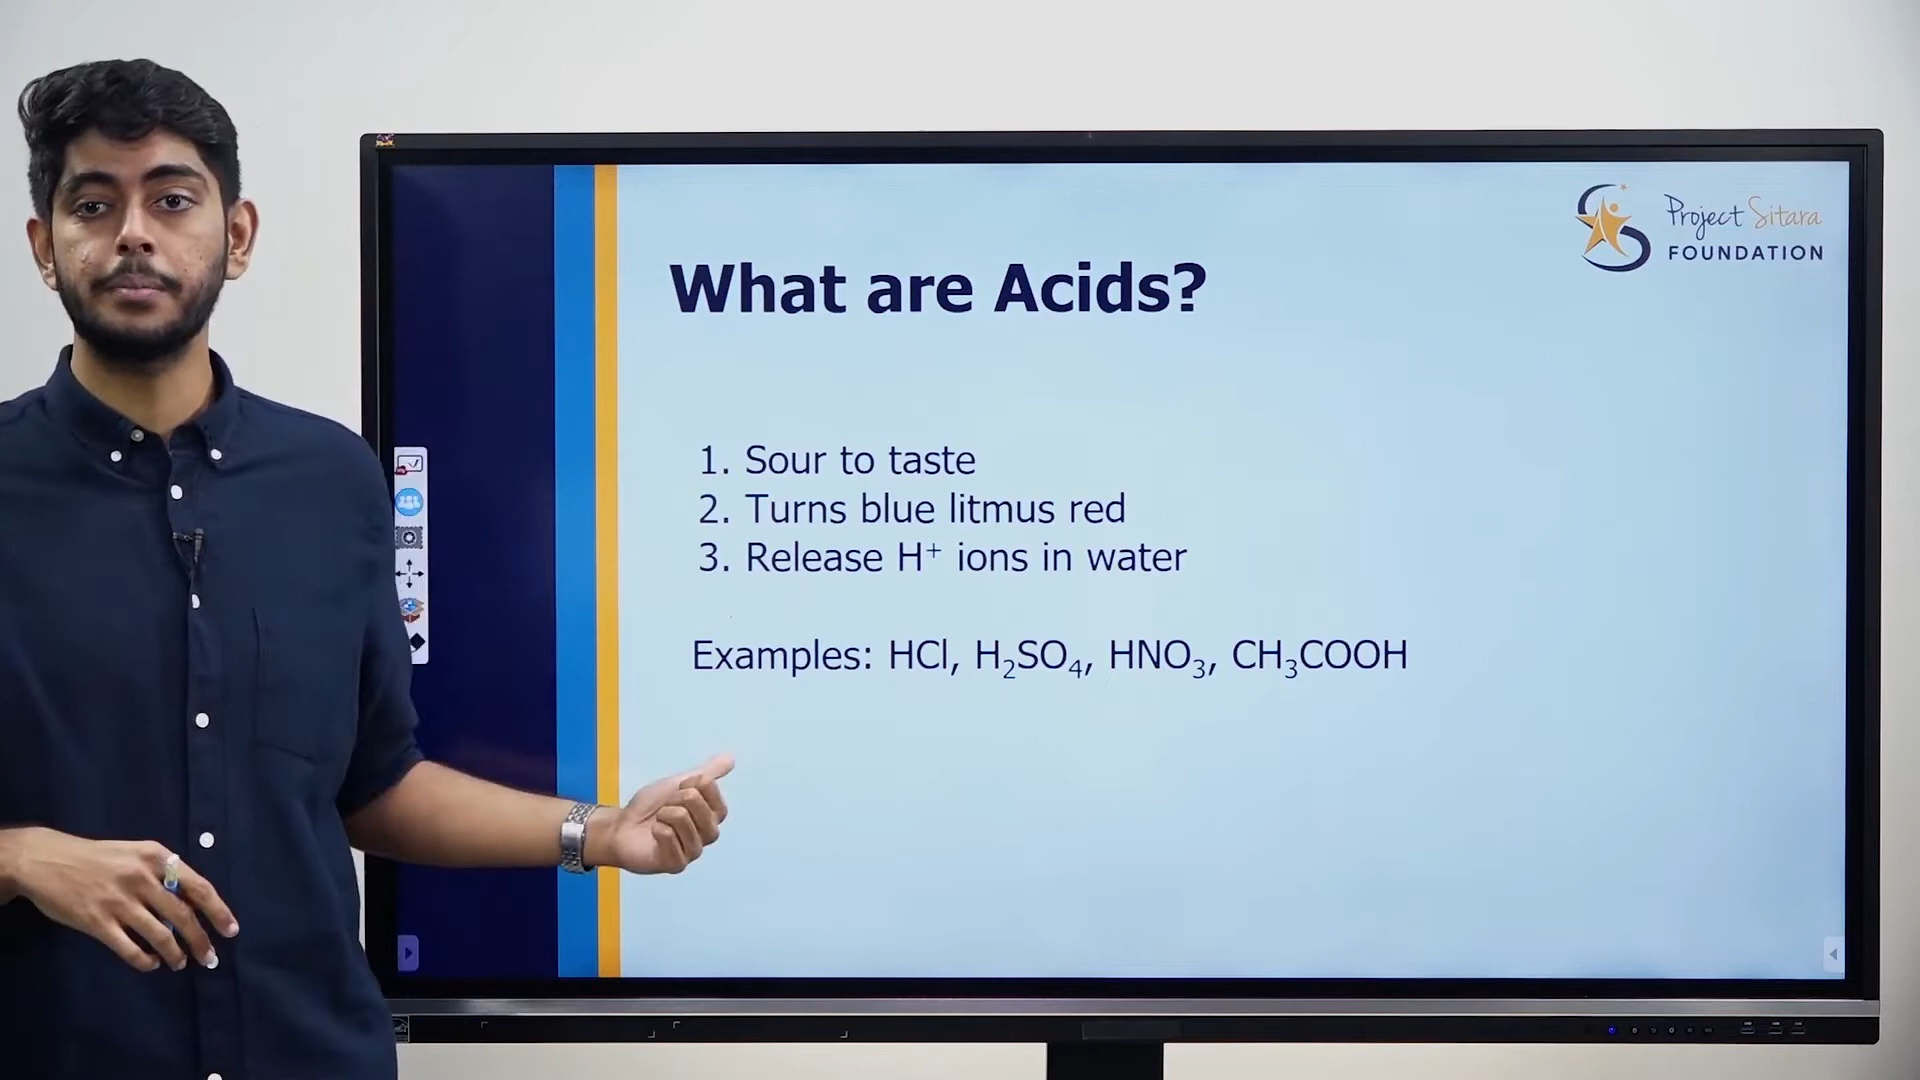 Project Sitara
FOUNDATION
What are Acids?
1. Sour to taste
2. Turns blue litmus red
3. Release H⁺ ions in water
Examples: HCl, H₂SO₄, HNO₃, CH₃COOH